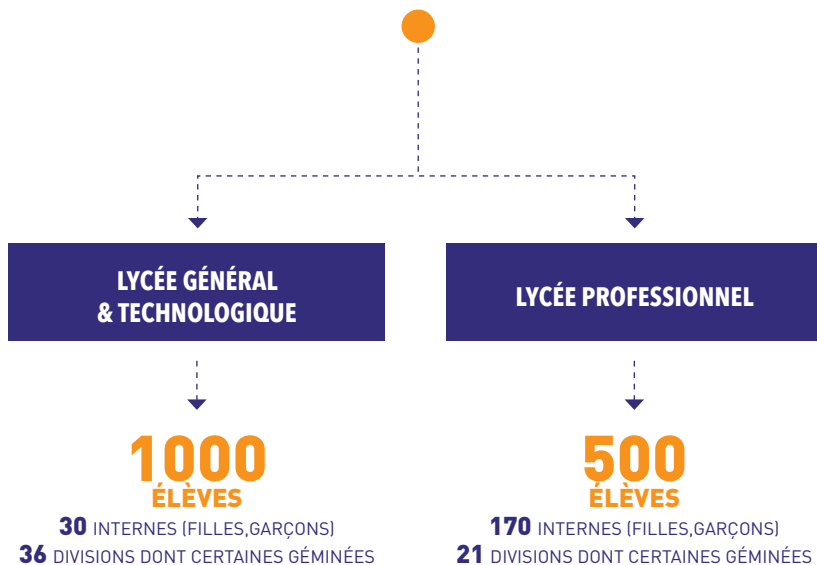 LYCÉE GÉNÉRAL
& TECHNOLOGIQUE
1000
ÉLÈVES
30 INTERNES (FILLES,GARÇONS)
36 DIVISIONS DONT CERTAINES GÉMINÉES
LYCÉE PROFESSIONNEL
500
ÉLÈVES
170 INTERNES (FILLES,GARÇONS)
21 DIVISIONS DONT CERTAINES GÉMINÉES